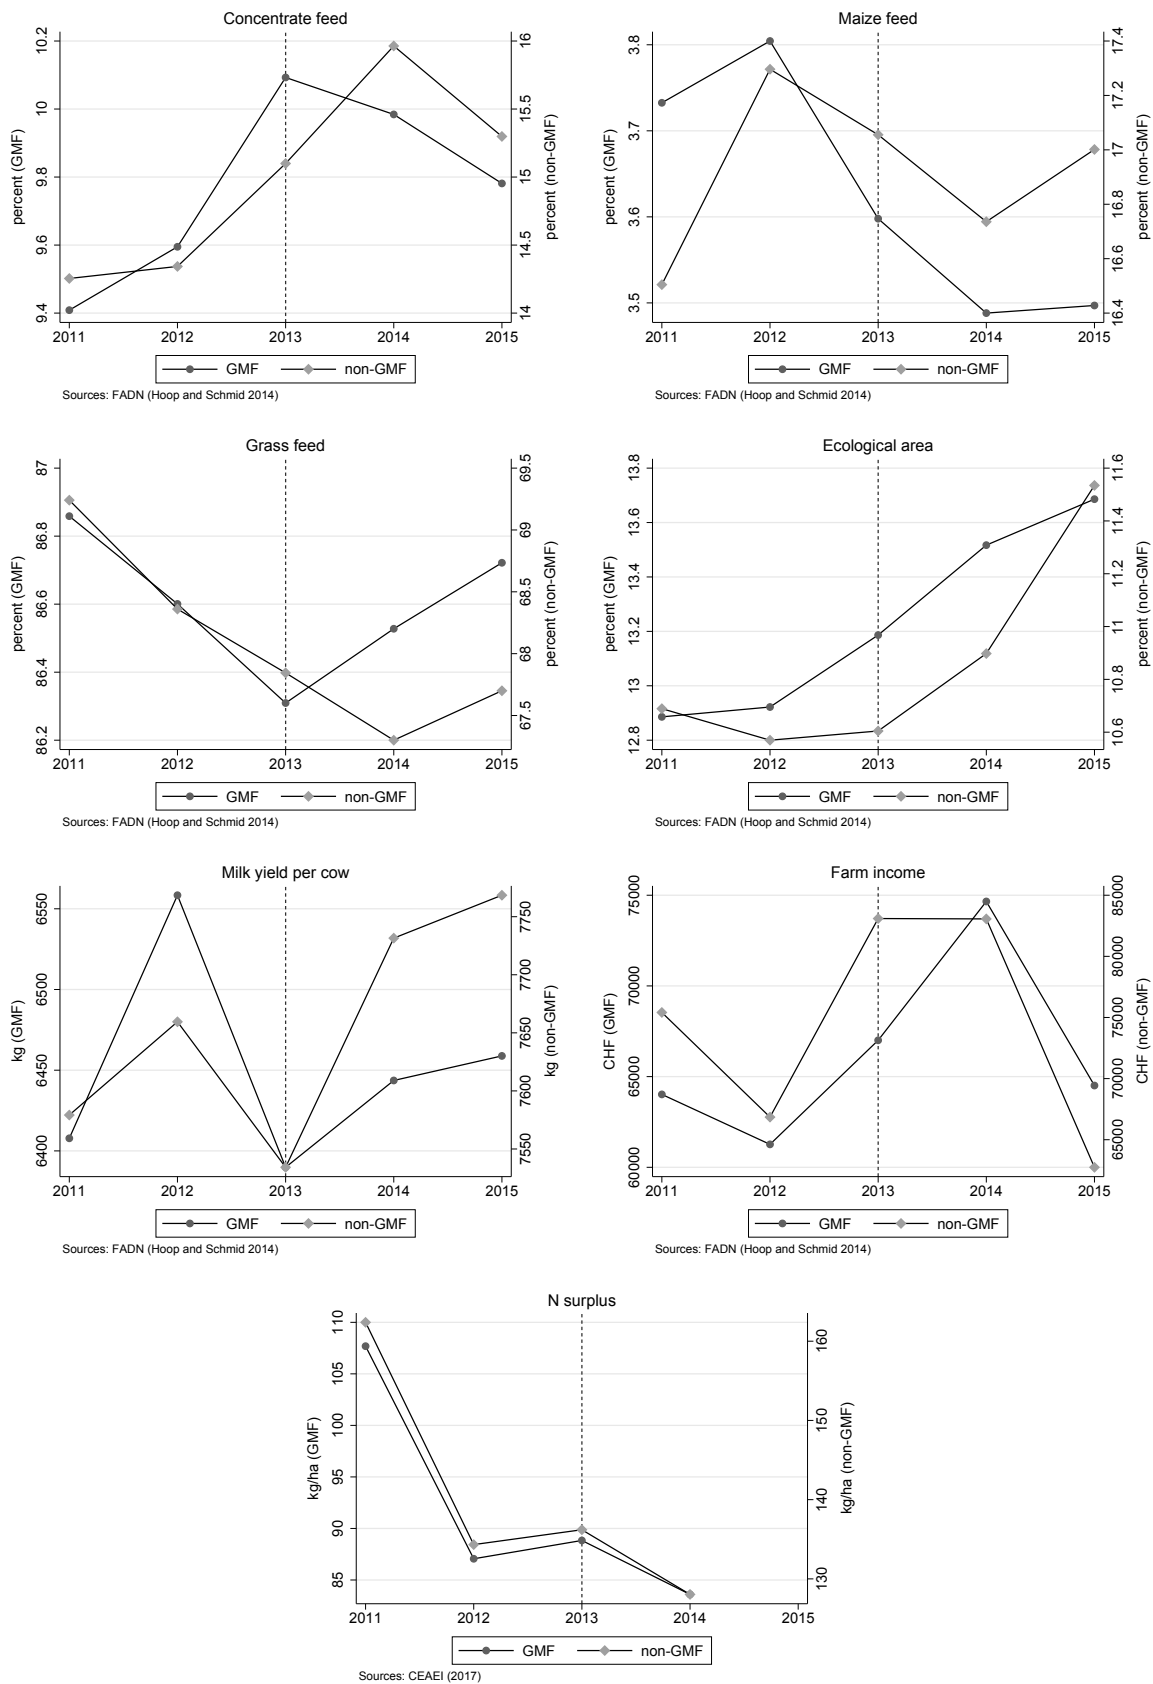 Concentrate feed
percent (GMF)
9.4 9.6 9.8 10 10.2
percent (non-GMF)
14 14.5 15 15.5 16
2011 2012 2013 2014 2015
GMF non-GMF
Sources: FADN (Hoop and Schmid 2014)
Maize feed
percent (GMF)
3.5 3.6 3.7 3.8
percent (non-GMF)
16.4 16.6 16.8 17 17.2 17.4
2011 2012 2013 2014 2015
GMF non-GMF
Sources: FADN (Hoop and Schmid 2014)
Grass feed
percent (GMF)
86.2 86.4 86.6 86.8 87
percent (non-GMF)
67.5 68 68.5 69 69.5
2011 2012 2013 2014 2015
GMF non-GMF
Sources: FADN (Hoop and Schmid 2014)
Ecological area
percent (GMF)
12.8 13 13.2 13.4 13.6 13.8
percent (non-GMF)
10.6 10.8 11 11.2 11.4 11.6
2011 2012 2013 2014 2015
GMF non-GMF
Sources: FADN (Hoop and Schmid 2014)
Milk yield per cow
kg (GMF)
6400 6450 6500 6550
kg (non-GMF)
7550 7600 7650 7700 7750
2011 2012 2013 2014 2015
GMF non-GMF
Sources: FADN (Hoop and Schmid 2014)
Farm income
CHF (GMF)
60000 65000 70000 75000
CHF (non-GMF)
65000 70000 75000 80000 85000
2011 2012 2013 2014 2015
GMF non-GMF
Sources: FADN (Hoop and Schmid 2014)
N surplus
kg/ha (GMF)
85 90 95 100 105 110
kg/ha (non-GMF)
130 140 150 160
2011 2012 2013 2014 2015
GMF non-GMF
Sources: CEAEI (2017)